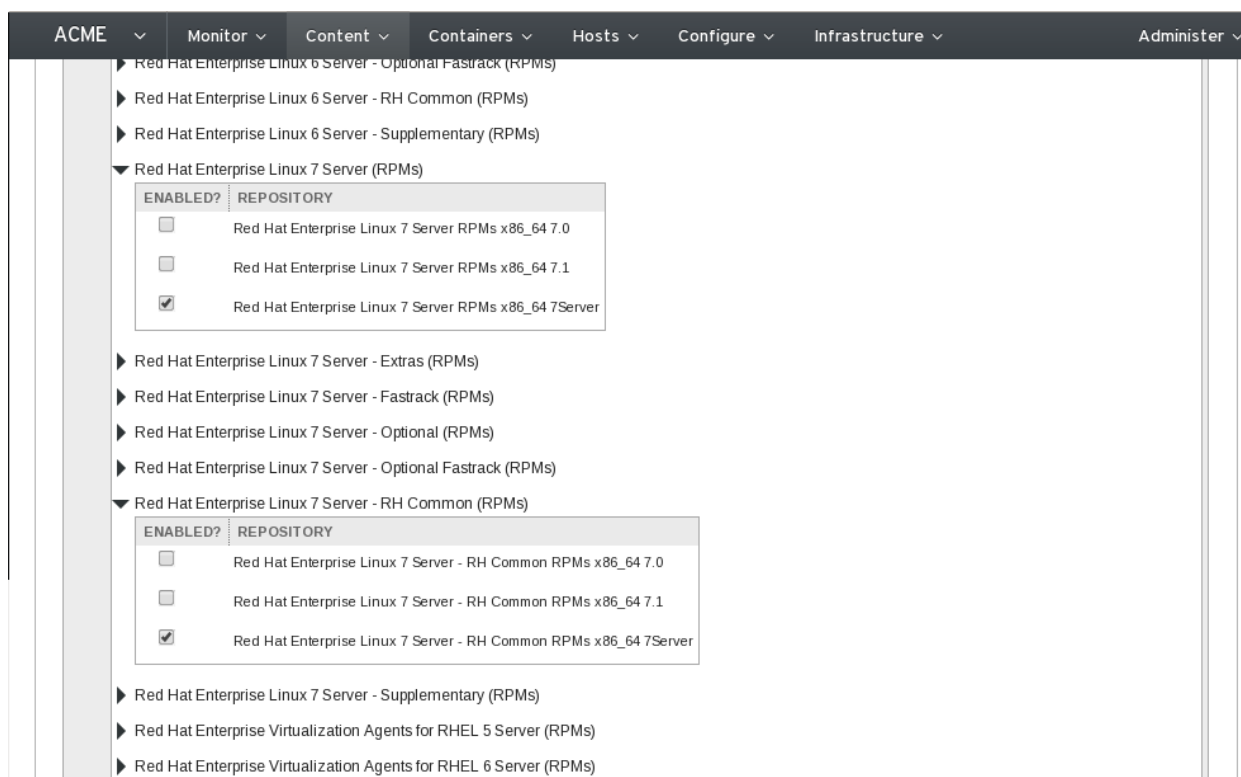 ACME Monitor Content Containers Hosts Configure Infrastructure Administer
Red Hat Enterprise Linux 6 Server - Optional Fastrack (RPMs)
Red Hat Enterprise Linux 6 Server - RH Common (RPMs)
Red Hat Enterprise Linux 6 Server - Supplementary (RPMs)
Red Hat Enterprise Linux 7 Server (RPMs)
ENABLED? REPOSITORY
Red Hat Enterprise Linux 7 Server RPMs x86_64 7.0
Red Hat Enterprise Linux 7 Server RPMs x86_64 7.1
Red Hat Enterprise Linux 7 Server RPMs x86_64 7Server
Red Hat Enterprise Linux 7 Server - Extras (RPMs)
Red Hat Enterprise Linux 7 Server - Fastrack (RPMs)
Red Hat Enterprise Linux 7 Server - Optional (RPMs)
Red Hat Enterprise Linux 7 Server - Optional Fastrack (RPMs)
Red Hat Enterprise Linux 7 Server - RH Common (RPMs)
ENABLED? REPOSITORY
Red Hat Enterprise Linux 7 Server - RH Common RPMs x86_64 7.0
Red Hat Enterprise Linux 7 Server - RH Common RPMs x86_64 7.1
Red Hat Enterprise Linux 7 Server - RH Common RPMs x86_64 7Server
Red Hat Enterprise Linux 7 Server - Supplementary (RPMs)
Red Hat Enterprise Virtualization Agents for RHEL 5 Server (RPMs)
Red Hat Enterprise Virtualization Agents for RHEL 6 Server (RPMs)